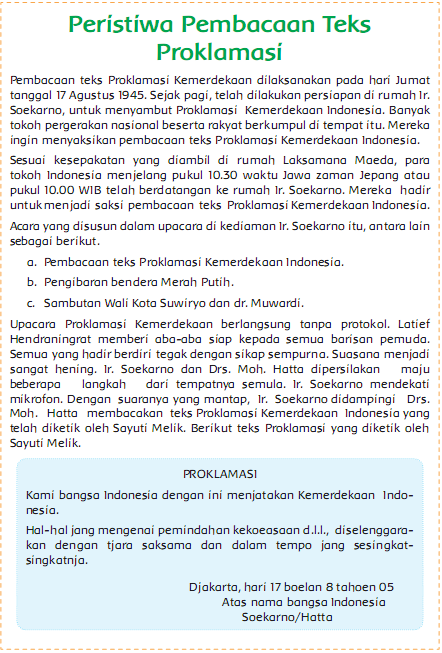 Peristiwa Pembacaan Teks
Proklamasi
Pembacaan teks Proklamasi Kemerdekaan dilaksanakan pada hari Jumat
tanggal 17 Agustus 1945. Sejak pagi, telah dilakukan persiapan di rumah Ir.
Soekarno, untuk menyambut Proklamasi Kemerdekaan Indonesia. Banyak
tokoh pergerakan nasional beserta rakyat berkumpul di tempat itu. Mereka
ingin menyaksikan pembacaan teks Proklamasi Kemerdekaan Indonesia.
Sesuai kesepakatan yang diambil di rumah Laksamana Maeda, para
tokoh Indonesia menjelang pukul 10.30 waktu Jawa zaman Jepang atau
pukul 10.00 WIB telah berdatangan ke rumah Ir. Soekarno. Mereka hadir
untuk menjadi saksi pembacaan teks Proklamasi Kemerdekaan Indonesia.
Acara yang disusun dalam upacara di kediaman Ir. Soekarno itu, antara lain
sebagai berikut.
a. Pembacaan teks Proklamasi Kemerdekaan Indonesia.
b. Pengibaran bendera Merah Putih.
c. Sambutan Wali Kota Suwiryo dan dr. Muwardi.
Upacara Proklamasi Kemerdekaan berlangsung tanpa protokol. Latief
Hendraningrat memberi aba-aba siap kepada semua barisan pemuda.
Semua yang hadir berdiri tegak dengan sikap sempurna. Suasana menjadi
sangat hening. Ir. Soekarno dan Drs. Moh. Hatta dipersilakan maju
beberapa langkah dari tempatnya semula. Ir. Soekarno mendekati
mikrofon. Dengan suaranya yang mantap, Ir. Soekarno didampingi Drs.
Moh. Hatta membacakan teks Proklamasi Kemerdekaan Indonesia yang
telah diketik oleh Sayuti Melik. Berikut teks Proklamasi yang diketik oleh
Sayuti Melik.
PROKLAMASI
Kami bangsa Indonesia dengan ini menjatakan Kemerdekaan Indo-
nesia.
Hal-hal jang mengenai pemindahan kekoeasaan d.l.l., diselenggara-
kan dengan tjara saksama dan dalam tempo jang sesingkat-
singkatnja.
Djakarta, hari 17 boelan 8 tahoen 05
Atas nama bangsa Indonesia
Soekarno/Hatta